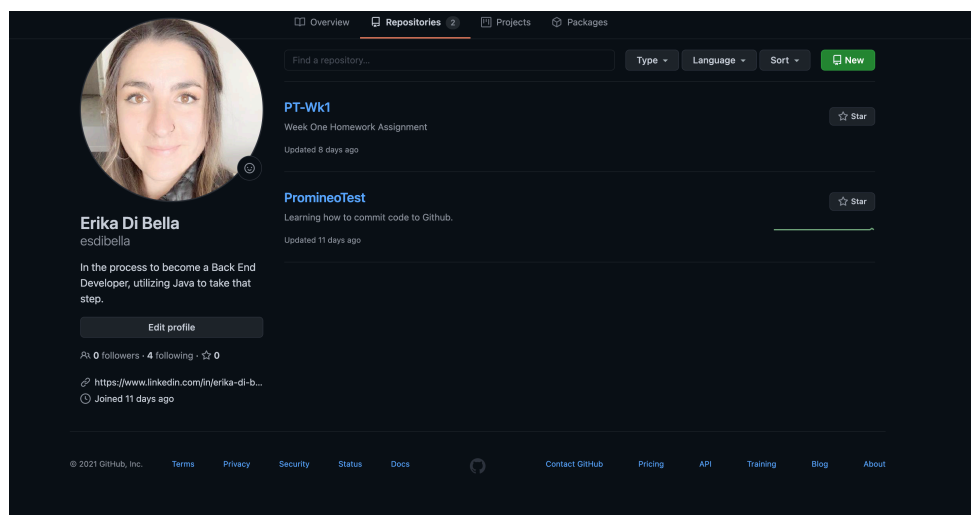 Overview Repositories 2 Projects Packages
Find a repository... Type Language Sort New
PT-Wk1
Week One Homework Assignment
Star
Updated 8 days ago
PromineoTest
Learning how to commit code to Github.
Star
Updated 11 days ago
Erika Di Bella
esdibella
In the process to become a Back End
Developer, utilizing Java to take that
step.
Edit profile
0 followers · 4 following · 0
https://www.linkedin.com/in/erika-di-b...
Joined 11 days ago
© 2021 GitHub, Inc. Terms Privacy Security Status Docs Contact GitHub Pricing API Training Blog About